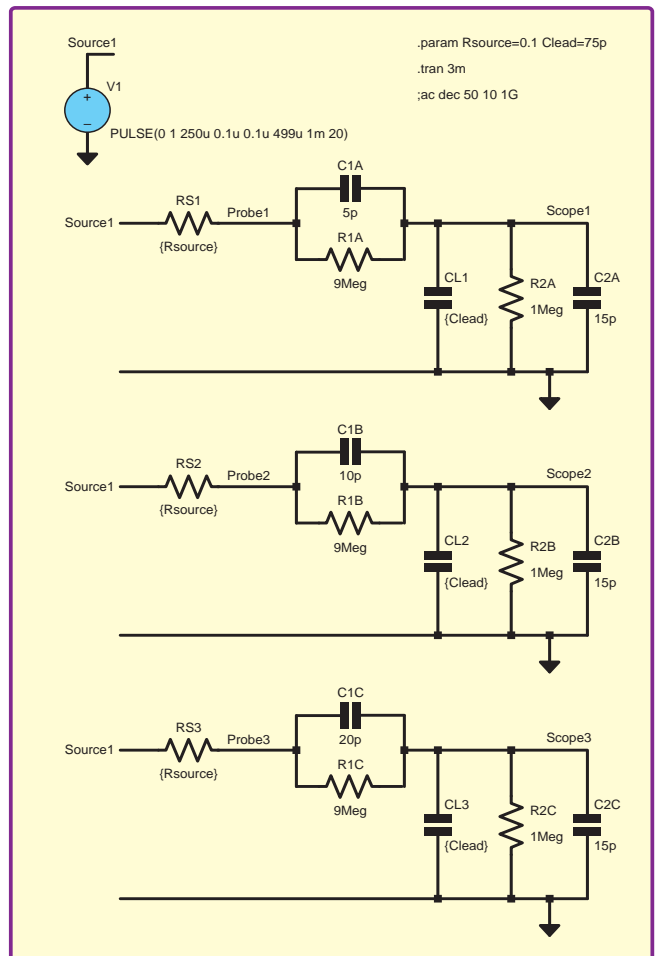 Source1
.param Rsource=0.1 Clead=75p
.tran 3m
;ac dec 50 10 1G
V1
+
–
PULSE(0 1 250u 0.1u 0.1u 499u 1m 20)
C1A
5p
RS1
Probe1
Source1
{Rsource}
R1A
9Meg
Scope1
CL1
{Clead}
R2A
1Meg
C2A
15p
C1B
10p
RS2
Probe2
Source1
{Rsource}
R1B
9Meg
Scope2
CL2
{Clead}
R2B
1Meg
C2B
15p
C1C
20p
RS3
Probe3
Source1
{Rsource}
R1C
9Meg
Scope3
CL3
{Clead}
R2C
1Meg
C2C
15p